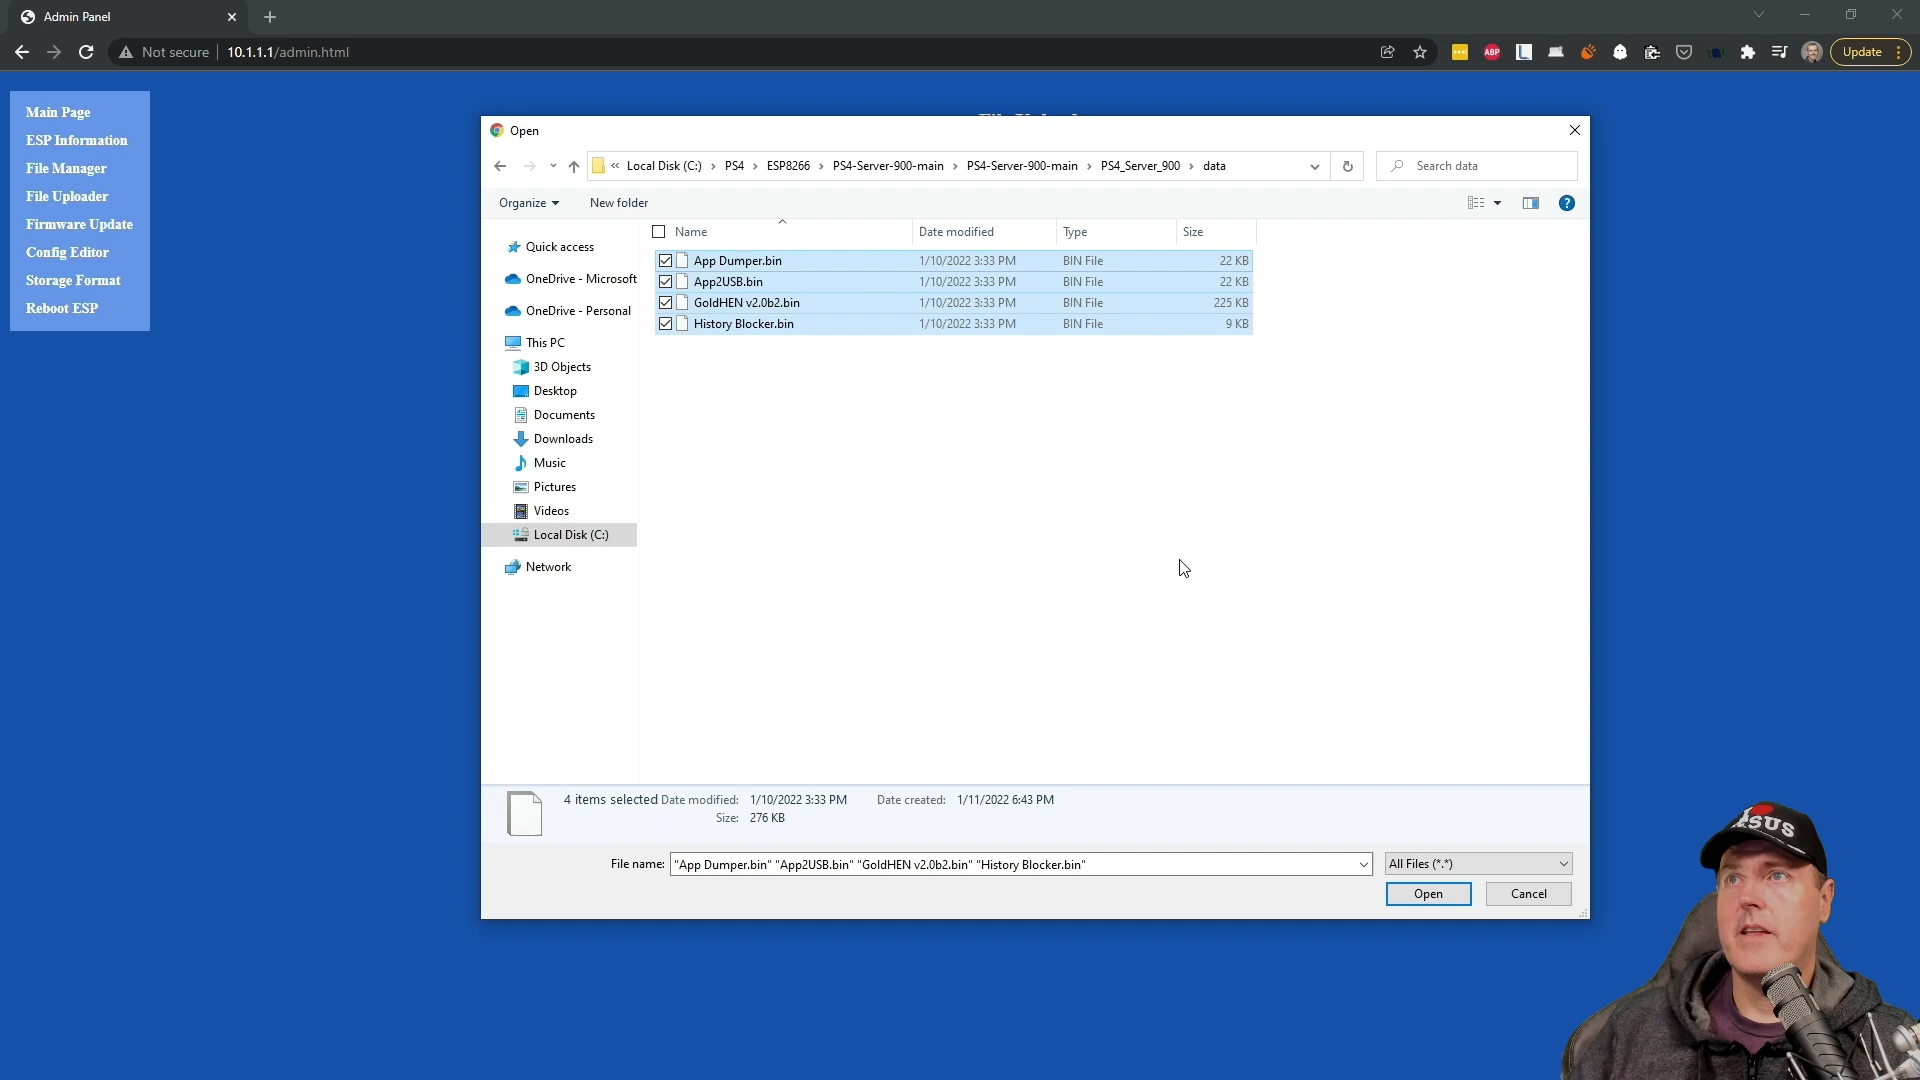 Admin Panel
Not secure
10.1.1.1/admin.html
ABP
Update
Main Page
ESP Information
File Manager
File Uploader
Firmware Update
Config Editor
Storage Format
Reboot ESP
Open
« Local Disk (C:) › PS4 › ESP8266 › PS4-Server-900-main › PS4-Server-900-main › PS4_Server_900 › data
Search data
Organize
New folder
Name
Date modified
Type
Size
App Dumper.bin 1/10/2022 3:33 PM BIN File 22 KB
App2USB.bin 1/10/2022 3:33 PM BIN File 22 KB
GoldHEN v2.0b2.bin 1/10/2022 3:33 PM BIN File 225 KB
History Blocker.bin 1/10/2022 3:33 PM BIN File 9 KB
Quick access
OneDrive - Microsoft
OneDrive - Personal
This PC
3D Objects
Desktop
Documents
Downloads
Music
Pictures
Videos
Local Disk (C:)
Network
4 items selected Date modified: 1/10/2022 3:33 PM Date created: 1/11/2022 6:43 PM
Size: 276 KB
File name: "App Dumper.bin" "App2USB.bin" "GoldHEN v2.0b2.bin" "History Blocker.bin"
All Files (*.*)
Open
Cancel